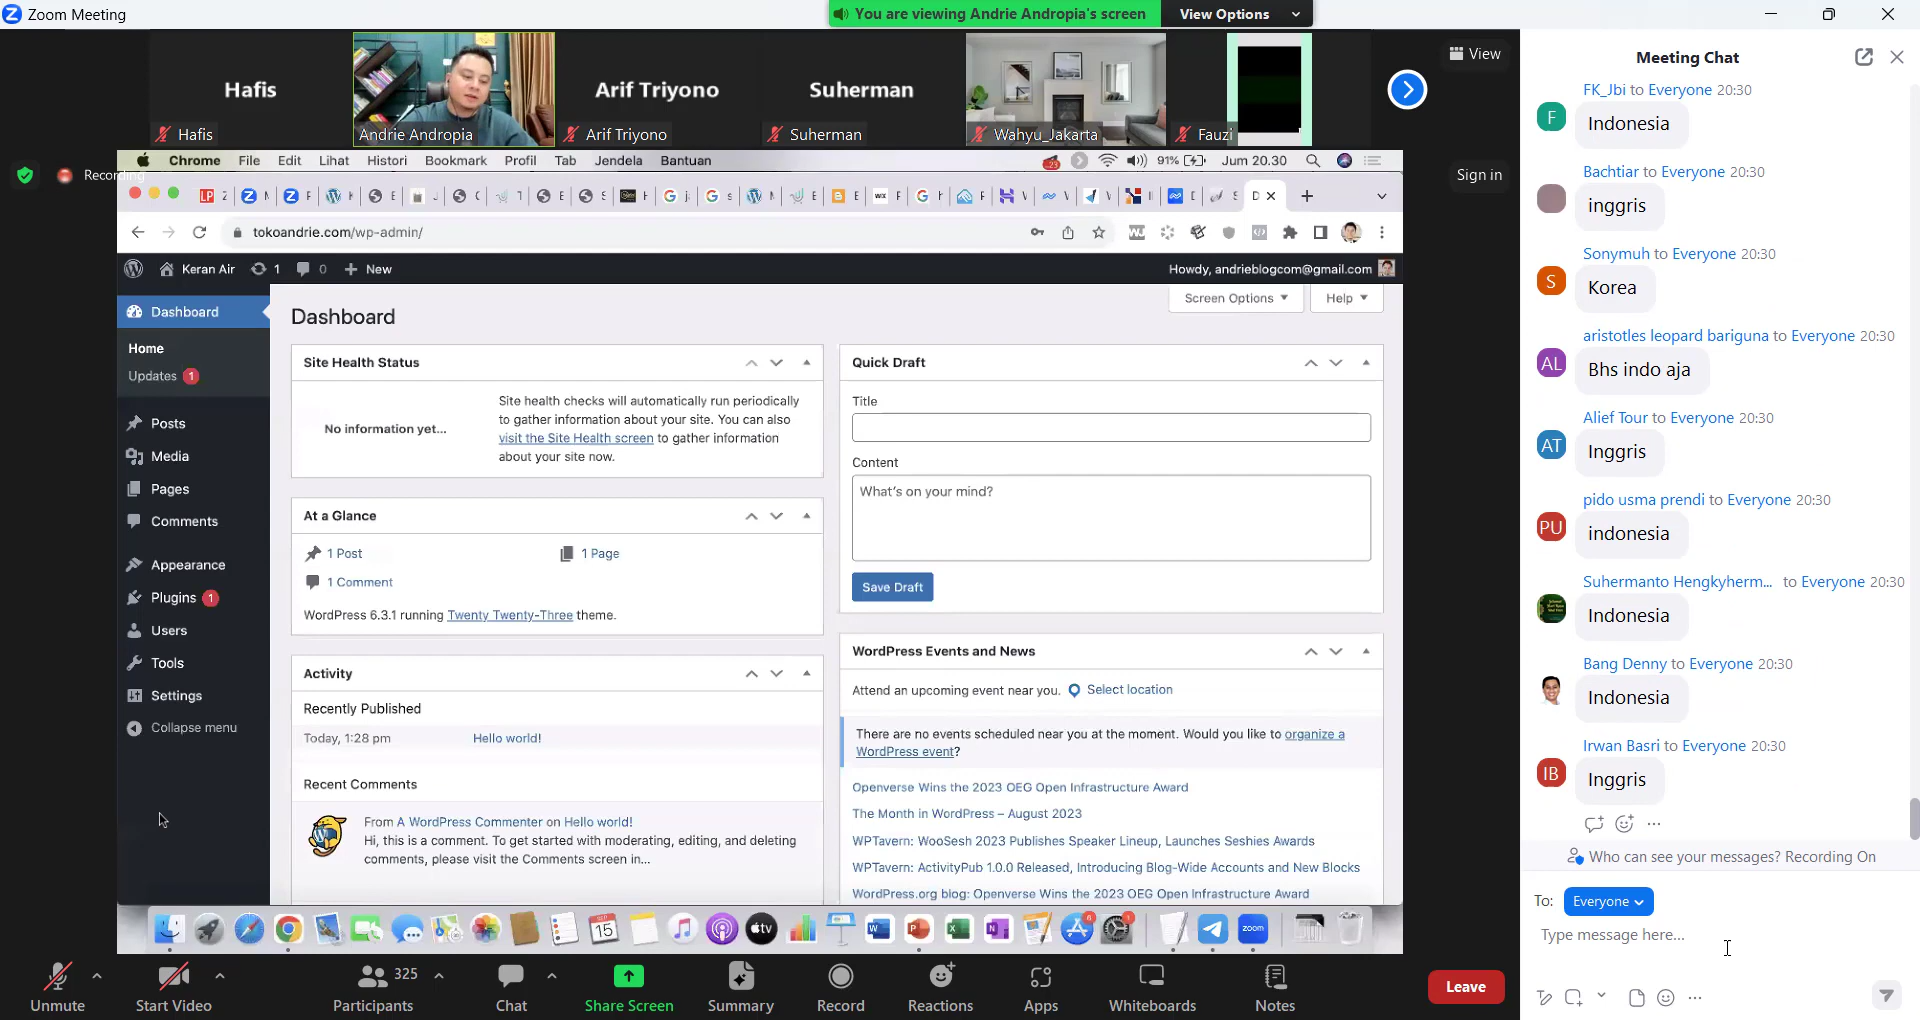 Zoom Meeting
You are viewing Andrie Andropia's screen
View Options
Hafis
Hafis
Andrie Andropia
Arif Triyono
Arif Triyono
Suherman
Suherman
Wahyu_Jakarta
Fauzi
View
Recording
Sign in
Chrome File Edit Lihat Histori Bookmark Profil Tab Jendela Bantuan
91% Jum 20.30
tokoandrie.com/wp-admin/
Keran Air 1 0 New
Howdy, andrieblogcom@gmail.com
Dashboard
Home
Updates 1
Posts
Media
Pages
Comments
Appearance
Plugins 1
Users
Tools
Settings
Collapse menu
Dashboard
Screen Options
Help
Site Health Status
No information yet...
Site health checks will automatically run periodically
to gather information about your site. You can also
visit the Site Health screen to gather information
about your site now.
At a Glance
1 Post
1 Page
1 Comment
WordPress 6.3.1 running Twenty Twenty-Three theme.
Activity
Recently Published
Today, 1:28 pm Hello world!
Recent Comments
From A WordPress Commenter on Hello world!
Hi, this is a comment. To get started with moderating, editing, and deleting
comments, please visit the Comments screen in...
Quick Draft
Title
Content
What's on your mind?
Save Draft
WordPress Events and News
Attend an upcoming event near you. Select location
There are no events scheduled near you at the moment. Would you like to organize a
WordPress event?
Openverse Wins the 2023 OEG Open Infrastructure Award
The Month in WordPress – August 2023
WPTavern: WooSesh 2023 Publishes Speaker Lineup, Launches Seshies Awards
WPTavern: ActivityPub 1.0.0 Released, Introducing Blog-Wide Accounts and New Blocks
WordPress.org blog: Openverse Wins the 2023 OEG Open Infrastructure Award
15
tv
zoom
Unmute
Start Video
325
Participants
Chat
Share Screen
Summary
Record
Reactions
Apps
Whiteboards
Notes
Leave
Meeting Chat
FK_Jbi to Everyone 20:30
F
Indonesia
Bachtiar to Everyone 20:30
inggris
Sonymuh to Everyone 20:30
S
Korea
aristotles leopard bariguna to Everyone 20:30
AL
Bhs indo aja
Alief Tour to Everyone 20:30
AT
Inggris
pido usma prendi to Everyone 20:30
PU
indonesia
Suhermanto Hengkyherm... to Everyone 20:30
Indonesia
Bang Denny to Everyone 20:30
Indonesia
Irwan Basri to Everyone 20:30
IB
Inggris
Who can see your messages? Recording On
To: Everyone
Type message here...